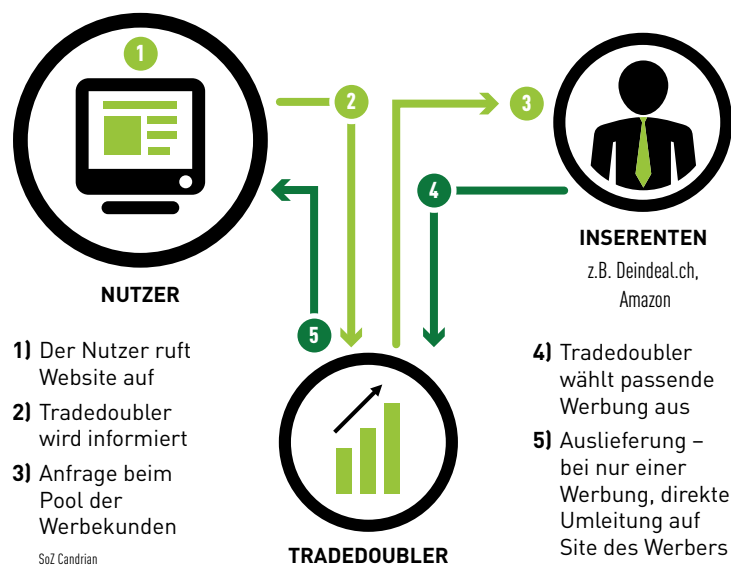 1
2
3
4
5
NUTZER
INSERENTEN
z.B. Deindeal.ch,
Amazon
TRADEDOUBLER
1) Der Nutzer ruft
Website auf
2) Tradedoubler
wird informiert
3) Anfrage beim
Pool der
Werbekunden
SoZ Candrian
4) Tradedoubler
wählt passende
Werbung aus
5) Auslieferung –
bei nur einer
Werbung, direkte
Umleitung auf
Site des Werbers